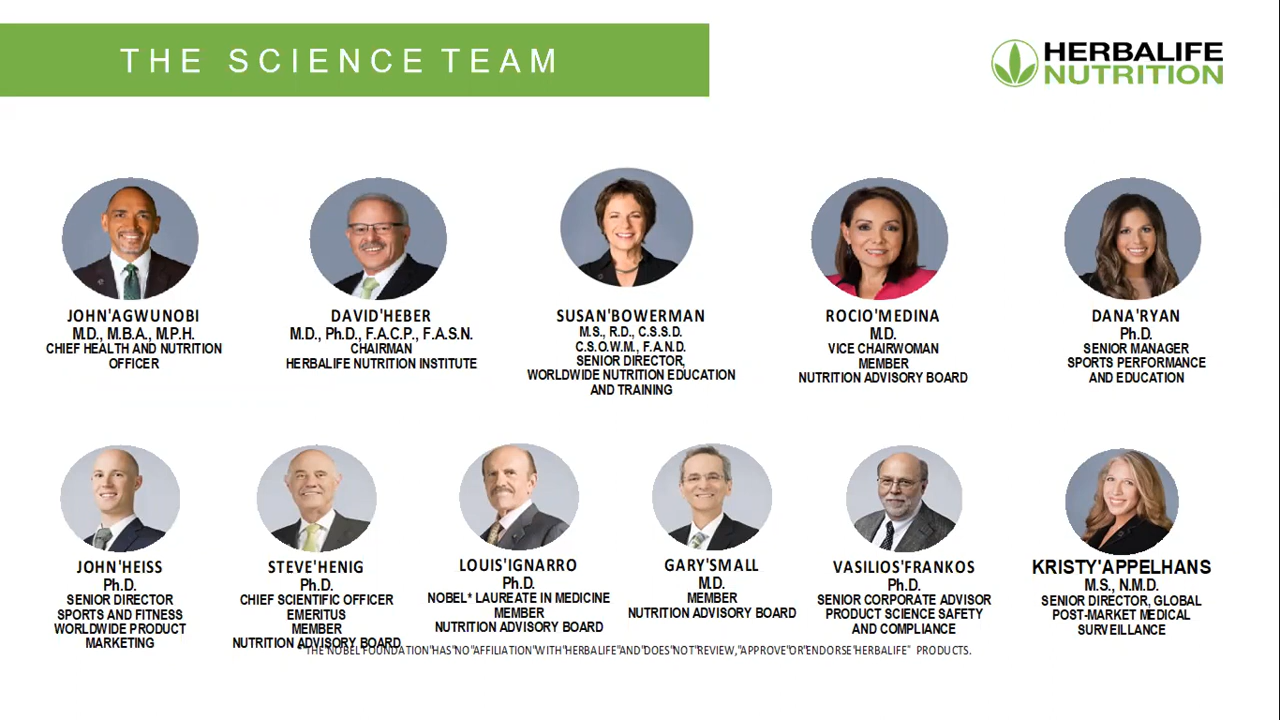 THE SCIENCE TEAM
HERBALIFE
NUTRITION
JOHN'AGWUNOBI
M.D., M.B.A., M.P.H.
CHIEF HEALTH AND NUTRITION
OFFICER
DAVID'HEBER
M.D., Ph.D., F.A.C.P., F.A.S.N.
CHAIRMAN
HERBALIFE NUTRITION INSTITUTE
SUSAN'BOWERMAN
M.S., R.D., C.S.S.D.
C.S.O.W.M., F.A.N.D.
SENIOR DIRECTOR,
WORLDWIDE NUTRITION EDUCATION
AND TRAINING
ROCIO'MEDINA
M.D.
VICE CHAIRWOMAN
MEMBER
NUTRITION ADVISORY BOARD
DANA'RYAN
Ph.D.
SENIOR MANAGER
SPORTS PERFORMANCE
AND EDUCATION
JOHN'HEISS
Ph.D.
SENIOR DIRECTOR
SPORTS AND FITNESS
WORLDWIDE PRODUCT
MARKETING
STEVE'HENIG
Ph.D.
CHIEF SCIENTIFIC OFFICER
EMERITUS
MEMBER
NUTRITION ADVISORY BOARD
LOUIS'IGNARRO
Ph.D.
NOBEL* LAUREATE IN MEDICINE
MEMBER
NUTRITION ADVISORY BOARD
GARY'SMALL
M.D.
MEMBER
NUTRITION ADVISORY BOARD
VASILIOS'FRANKOS
Ph.D.
SENIOR CORPORATE ADVISOR
PRODUCT SCIENCE SAFETY
AND COMPLIANCE
KRISTY'APPELHANS
M.S., N.M.D.
SENIOR DIRECTOR, GLOBAL
POST-MARKET MEDICAL
SURVEILLANCE
*"THE NOBEL FOUNDATION"HAS"NO"AFFILIATION"WITH"HERBALIFE"AND"DOES"NOT"REVIEW,"APPROVE"OR"ENDORSE"HERBALIFE" PRODUCTS.